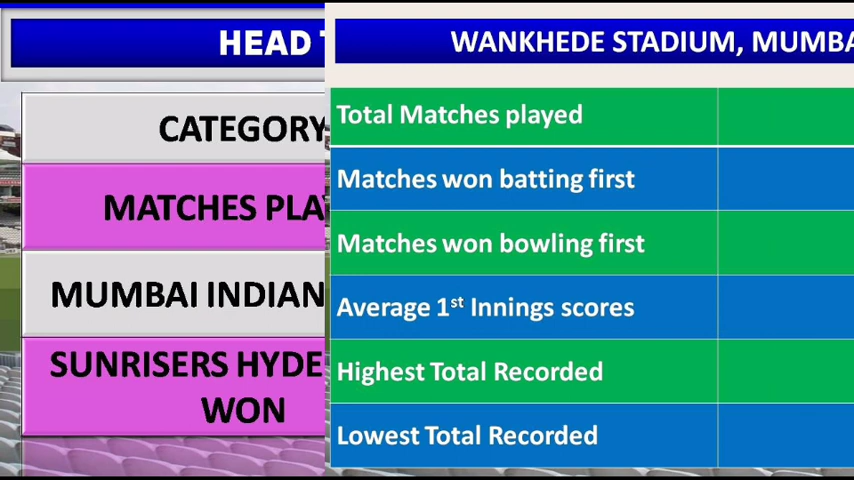 HEAD
CATEGORY
MATCHES PLA
MUMBAI INDIAN
SUNRISERS HYDE
WON
WANKHEDE STADIUM, MUMBA
Total Matches played
Matches won batting first
Matches won bowling first
Average 1st Innings scores
Highest Total Recorded
Lowest Total Recorded